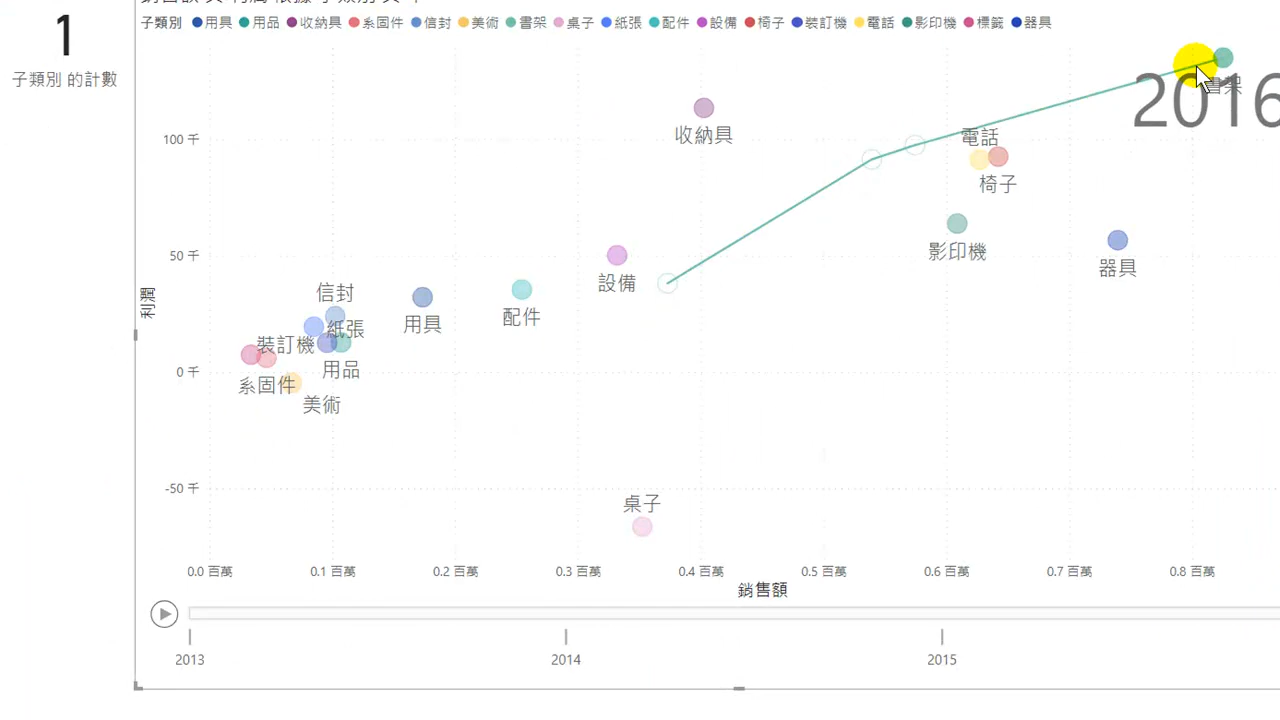 1
子類別 的計數
子類別 用具 用品 收納具 糸固件 信封 美術 書架 桌子 紙張 配件 設備 椅子 裝訂機 電話 影印機 標籤 器具
書架
2016
100 千
收納具
電話
椅子
50 千
影印機
器具
設備
利潤
信封
用具
配件
紙張
裝訂機
用品
0 千
糸固件
美術
-50 千
桌子
0.0 百萬 0.1 百萬 0.2 百萬 0.3 百萬 0.4 百萬 0.5 百萬 0.6 百萬 0.7 百萬 0.8 百萬
銷售額
2013 2014 2015